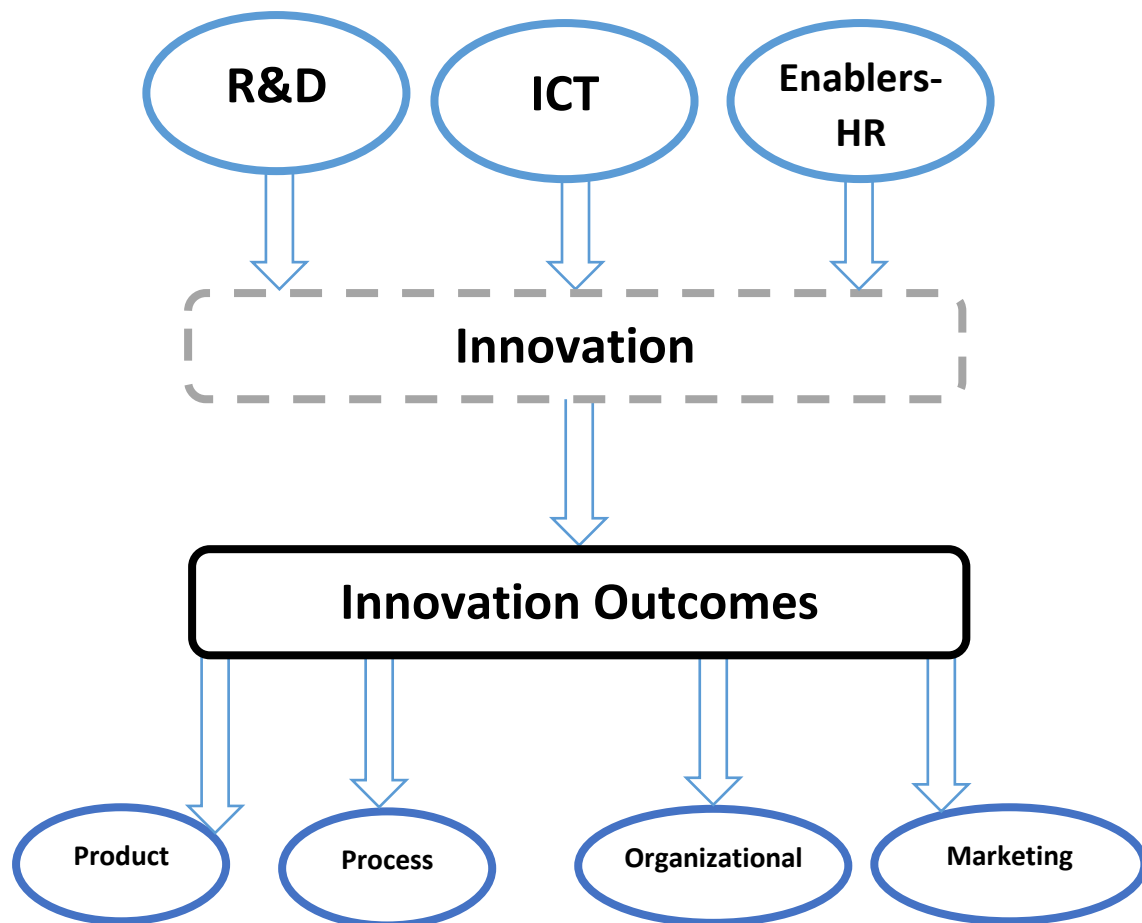 R&D
ICT
Enablers-
HR
Innovation
Innovation Outcomes
Product
Process
Organizational
Marketing